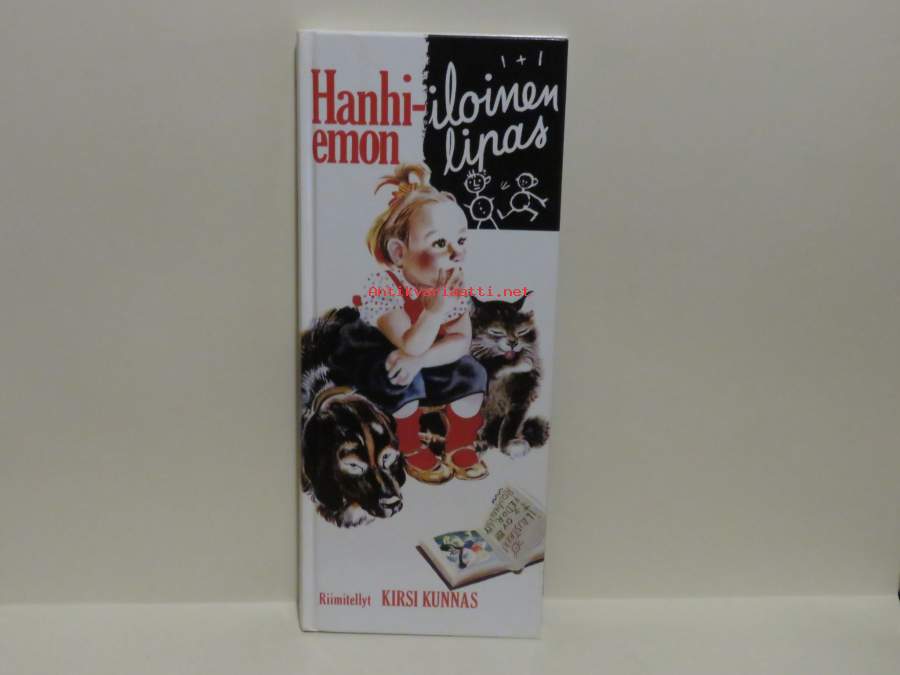 1 + 1
Hanhi-
emon
iloinen
lipas
Antikvariaatti.net
Riimitellyt KIRSI KUNNAS